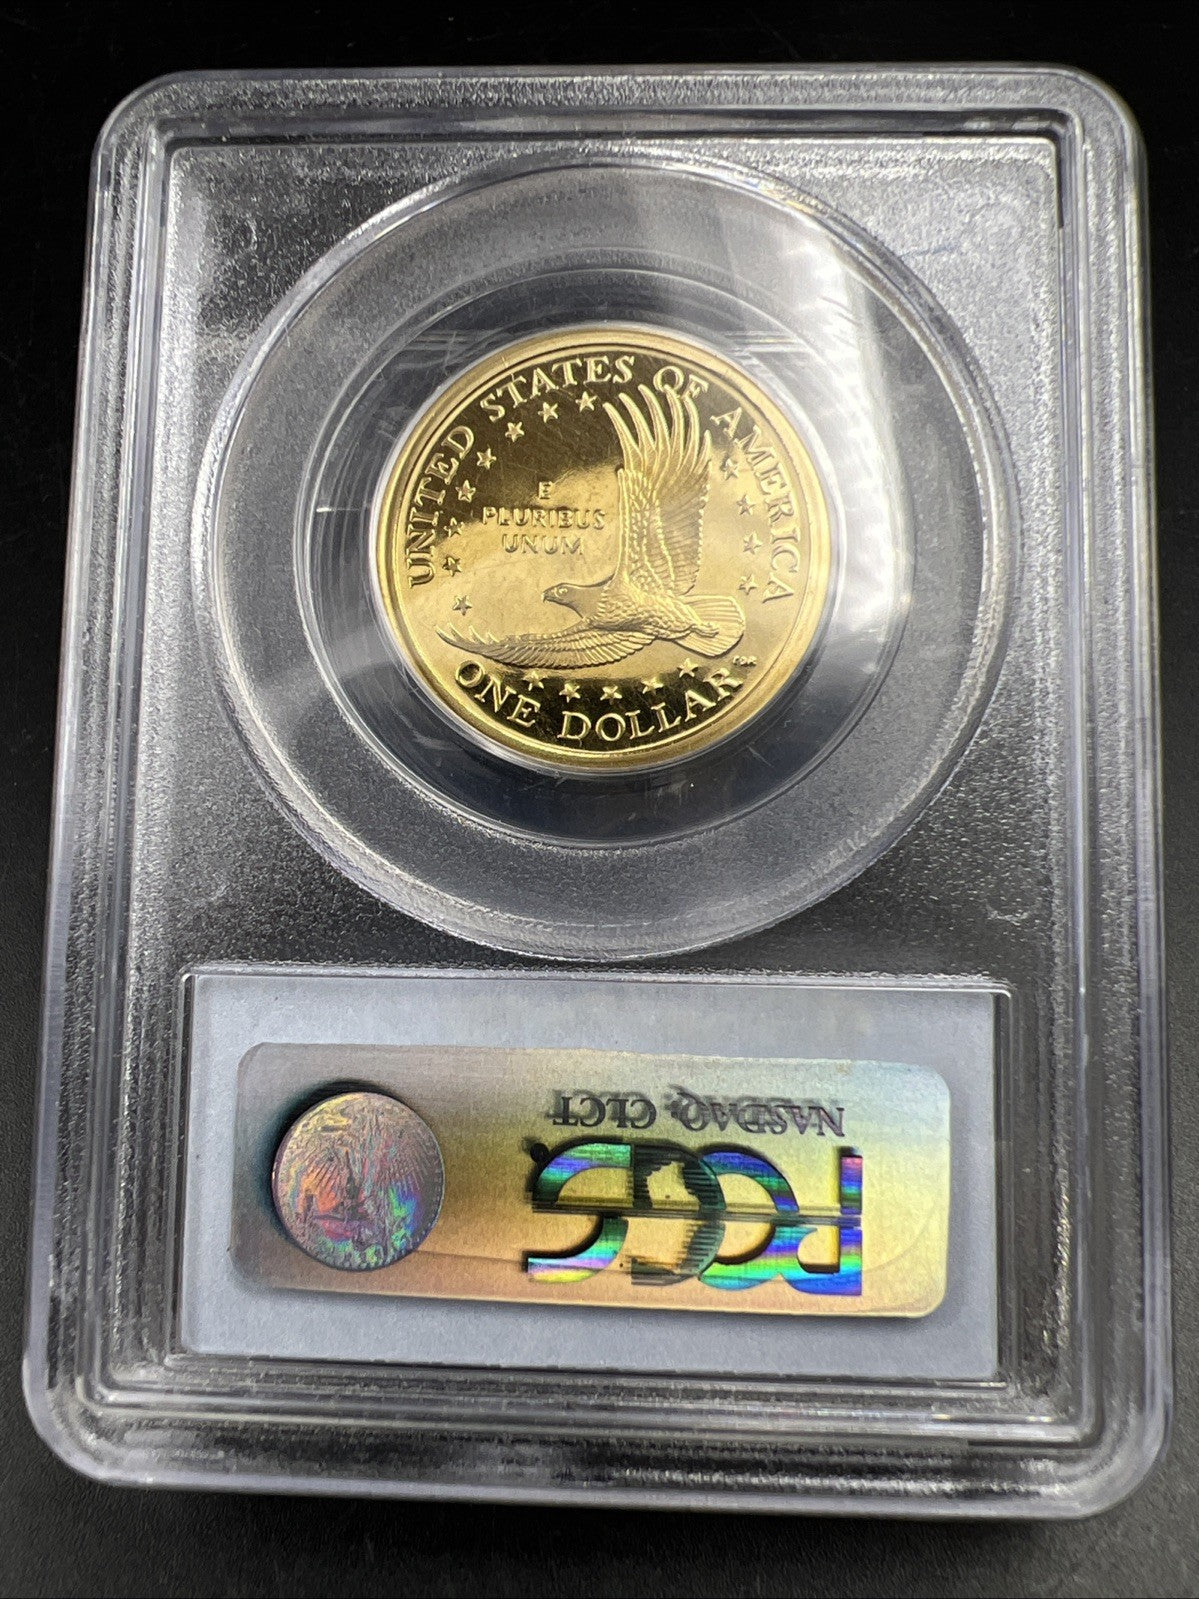 UNITED STATES OF AMERICA
E
PLURIBUS
UNUM
ONE DOLLAR
NASDAQ: CLCT
PCGS